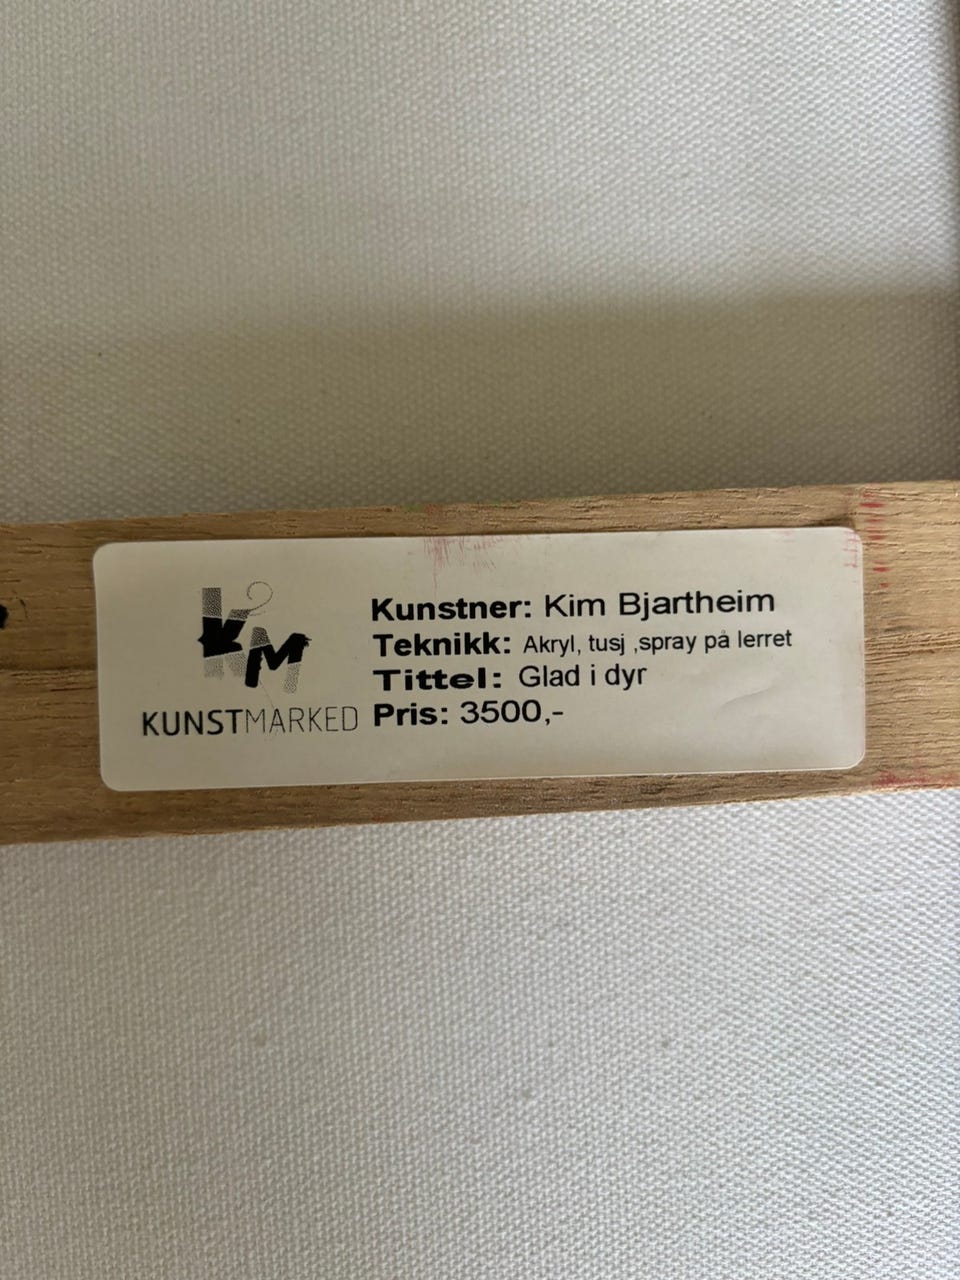 KM
KUNSTMARKED
Kunstner: Kim Bjartheim
Teknikk: Akryl, tusj ,spray på lerret
Tittel: Glad i dyr
Pris: 3500,-